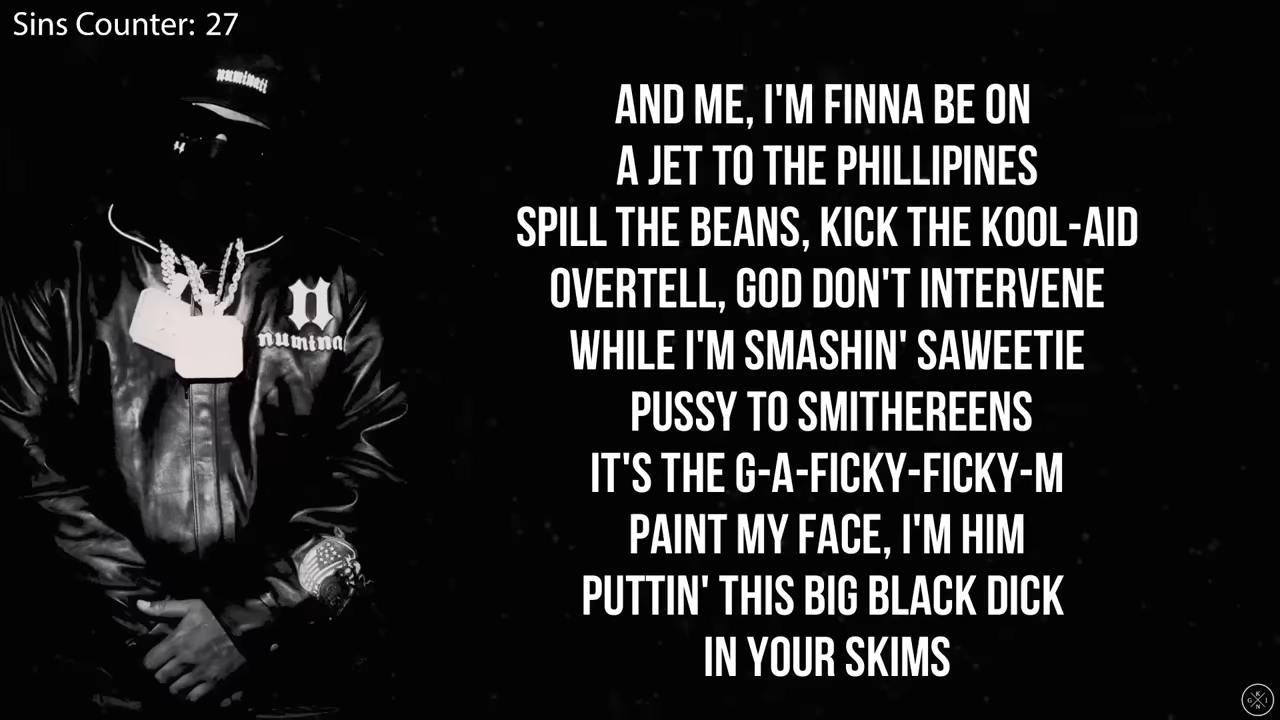 Sins Counter: 27
numinati
AND ME, I'M FINNA BE ON
A JET TO THE PHILLIPINES
SPILL THE BEANS, KICK THE KOOL-AID
OVERTELL, GOD DON'T INTERVENE
WHILE I'M SMASHIN' SAWEETIE
PUSSY TO SMITHEREENS
IT'S THE G-A-FICKY-FICKY-M
PAINT MY FACE, I'M HIM
PUTTIN' THIS BIG BLACK DICK
IN YOUR SKIMS
n
numina
K
G I
N